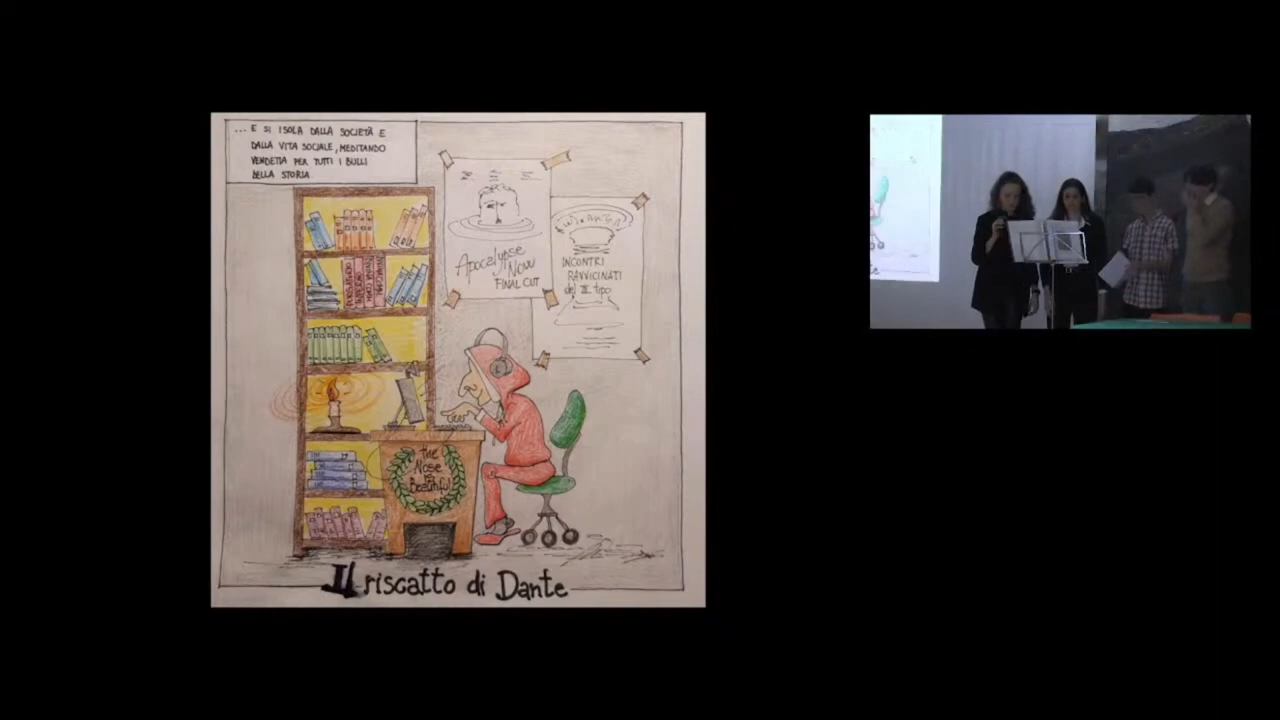 ... E SI ISOLA DALLA SOCIETÀ E
DALLA VITA SOCIALE, MEDITANDO
VENDETTA PER TUTTI I BULLI
DELLA STORIA.
Apocalypse
Now
FINAL CUT
INCONTRI
RAVVICINATI
del III tipo
INFERNO
the
Nose
is
Beautiful
Il riscatto di Dante